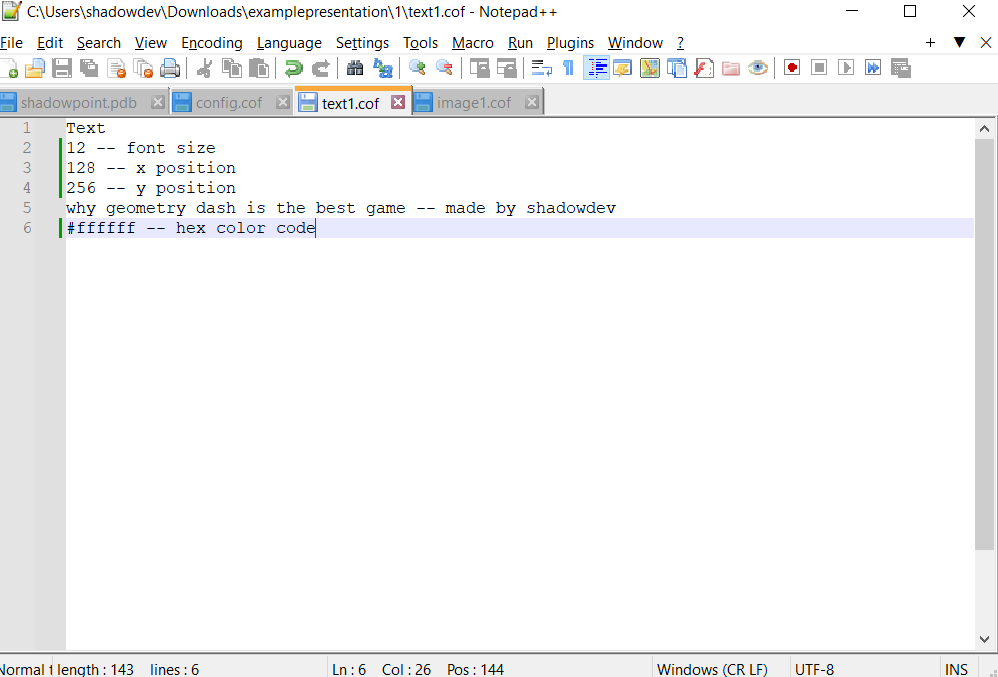 C:\Users\shadowdev\Downloads\examplepresentation\1\text1.cof - Notepad++
File Edit Search View Encoding Language Settings Tools Macro Run Plugins Window ? + ▼ X
shadowpoint.pdb config.cof text1.cof image1.cof
1 Text
2 12 -- font size
3 128 -- x position
4 256 -- y position
5 why geometry dash is the best game -- made by shadowdev
6 #ffffff -- hex color code
Normal t length : 143 lines : 6 Ln : 6 Col : 26 Pos : 144 Windows (CR LF) UTF-8 INS